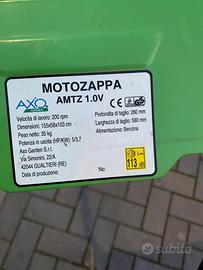 MOTOZAPPA
AXO
AMTZ 1.0V
Velocità di lavoro: 200 rpm
Dimensioni: 155x58x103 cm
Peso netto: 35 kg
Potenza in uscita (HP/KW): 5/3,7
Axo Garden S.r.l.
Via Simonini, 22/A
42044 GUALTIERI (RE)
Data di produzione:
Profondità di taglio: 260 mm
Larghezza di taglio: 580 mm
Alimentazione: Benzina
CE
No:
113
subito